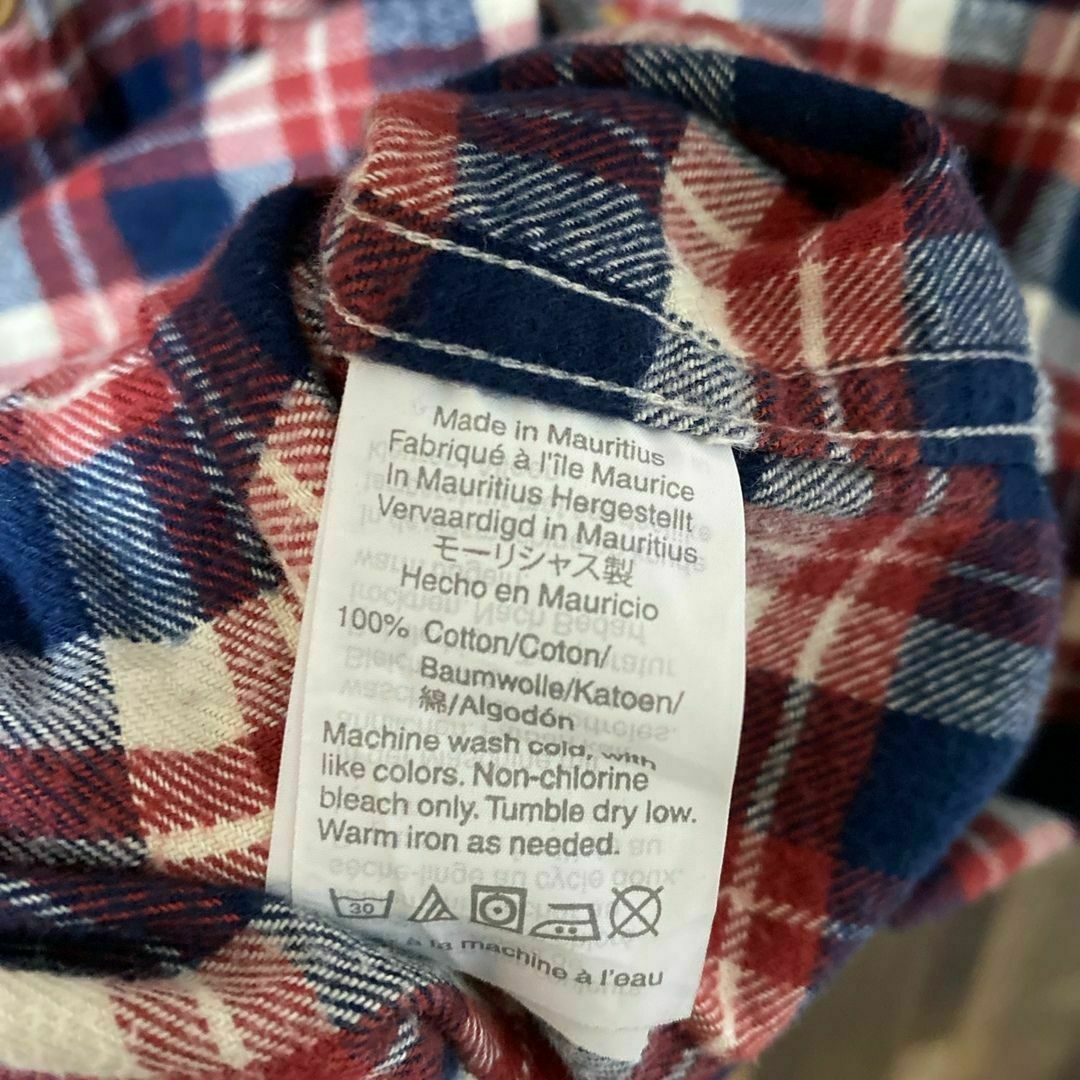 Made in Mauritius
Fabriqué à l'île Maurice
In Mauritius Hergestellt
Vervaardigd in Mauritius
モーリシャス製
Hecho en Mauricio
100% Cotton/Coton/
Baumwolle/Katoen/
綿/Algodón
Machine wash cold, with
like colors. Non-chlorine
bleach only. Tumble dry low.
Warm iron as needed.
30
à la machine à l'eau